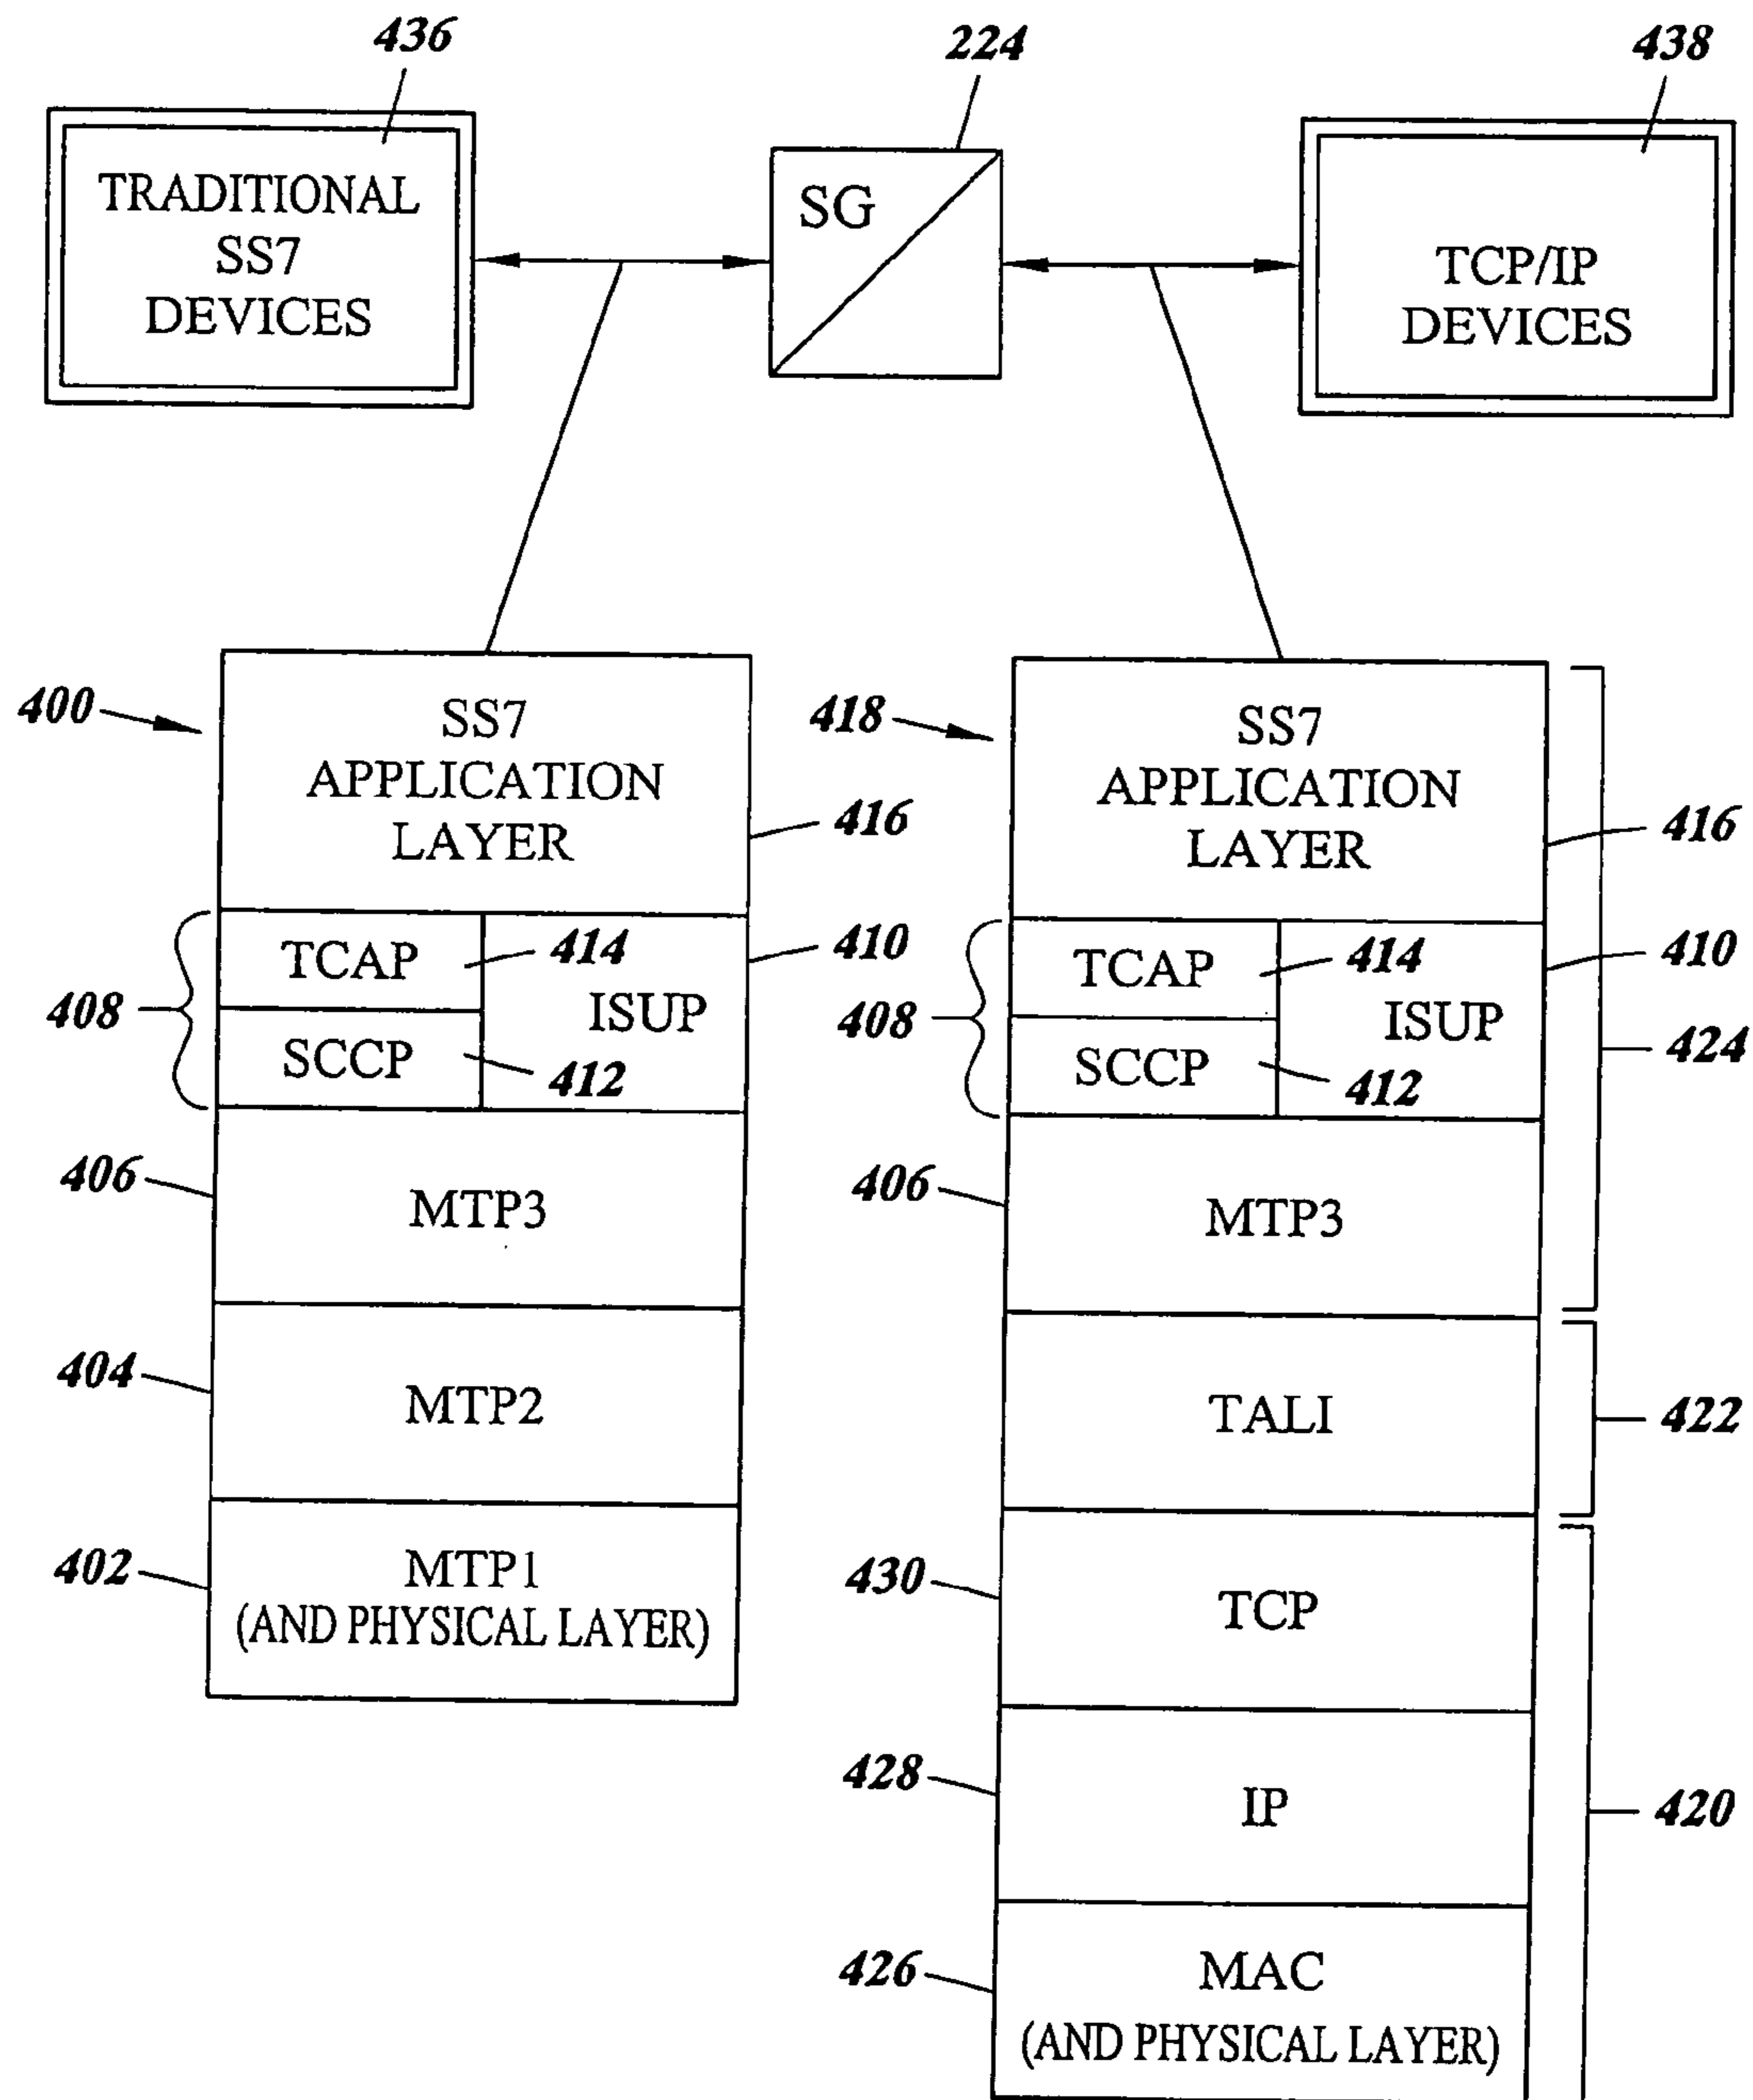 436
224
438
TRADITIONAL
SS7
DEVICES
SG
TCP/IP
DEVICES
400
SS7
APPLICATION
LAYER
416
408
TCAP
414
410
ISUP
SCCP
412
406
MTP3
404
MTP2
402
MTP1
(AND PHYSICAL LAYER)
418
SS7
APPLICATION
LAYER
416
408
TCAP
414
410
ISUP
SCCP
412
424
406
MTP3
TALI
422
430
TCP
428
IP
420
426
MAC
(AND PHYSICAL LAYER)